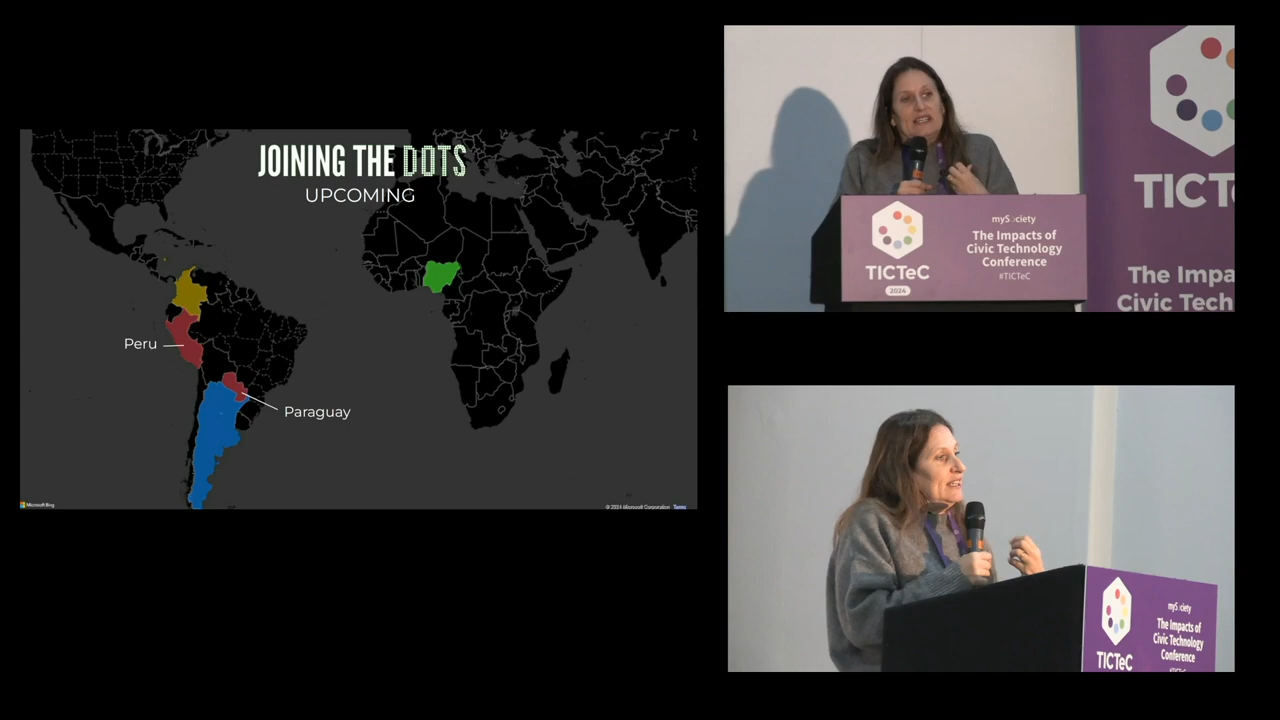 JOINING THE DOTS
UPCOMING
Peru
Paraguay
Microsoft Bing
© 2024 Microsoft Corporation Terms
TICTeC
2024
mySociety
The Impacts of
Civic Technology
Conference
#TICTeC
TICTe
The Impa
Civic Tech
TICTeC
mySociety
The Impacts of
Civic Technology
Conference